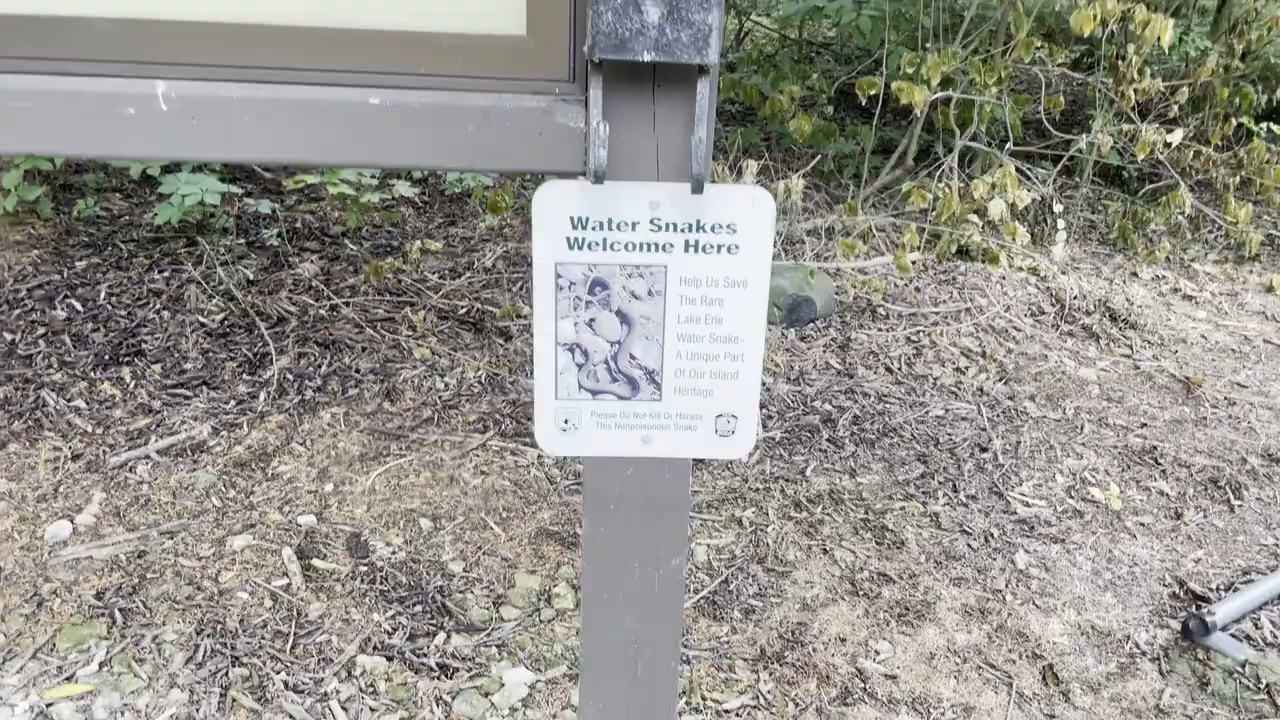 Water Snakes
Welcome Here
Help Us Save
The Rare
Lake Erie
Water Snake-
A Unique Part
Of Our Island
Heritage
Please Do Not Kill Or Harass
This Nonpoisonous Snake